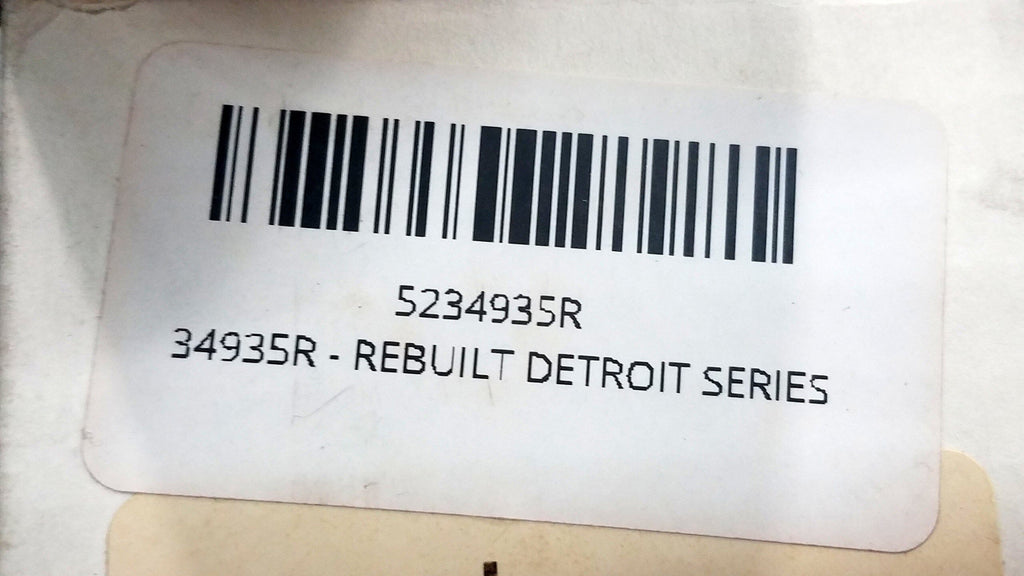 5234935R
34935R - REBUILT DETROIT SERIES